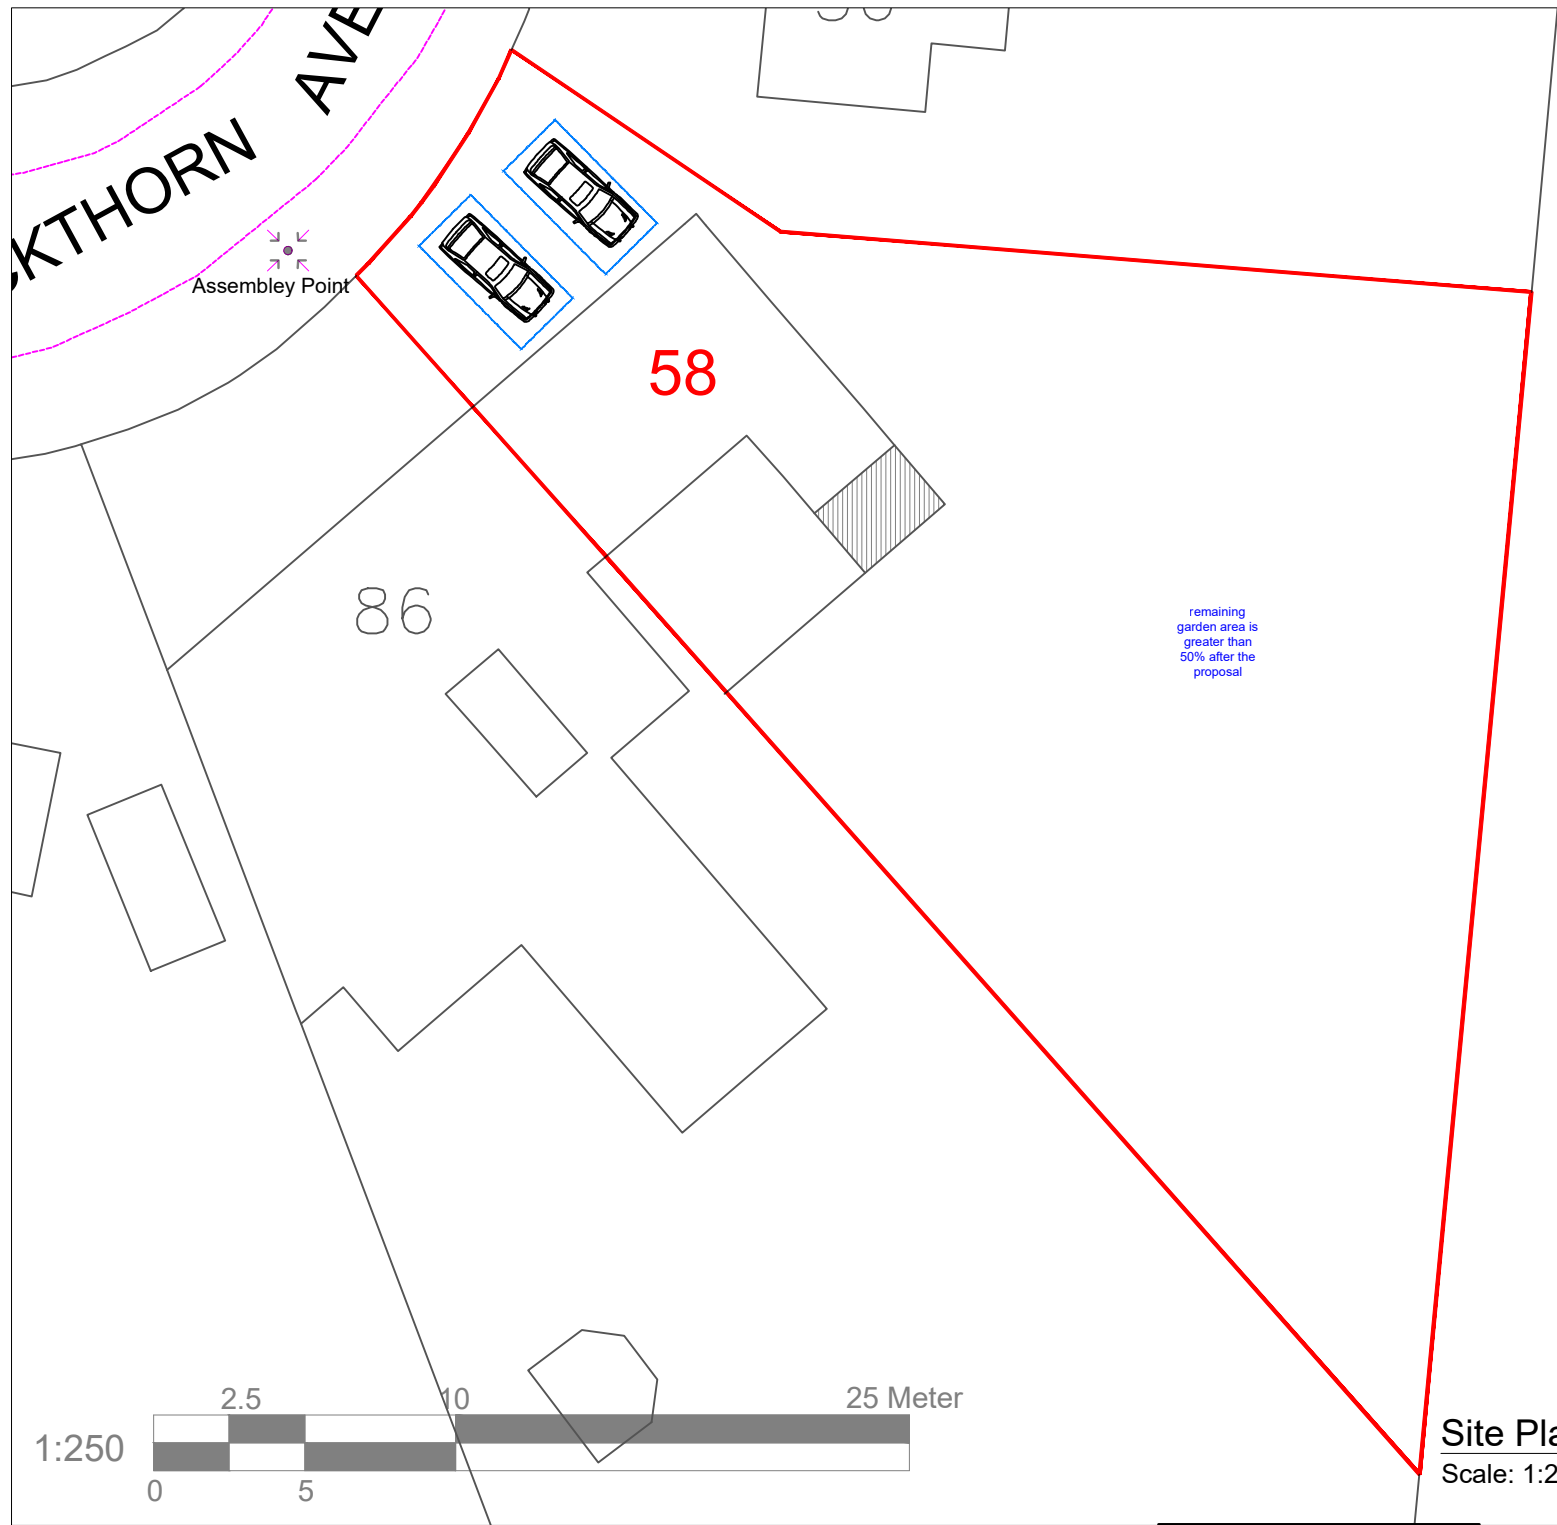 AVE
CKTHORN
Assembley Point
58
86
remaining
garden area is
greater than
50% after the
proposal
2.5 10 25 Meter
1:250
0 5
Site Pla
Scale: 1:2